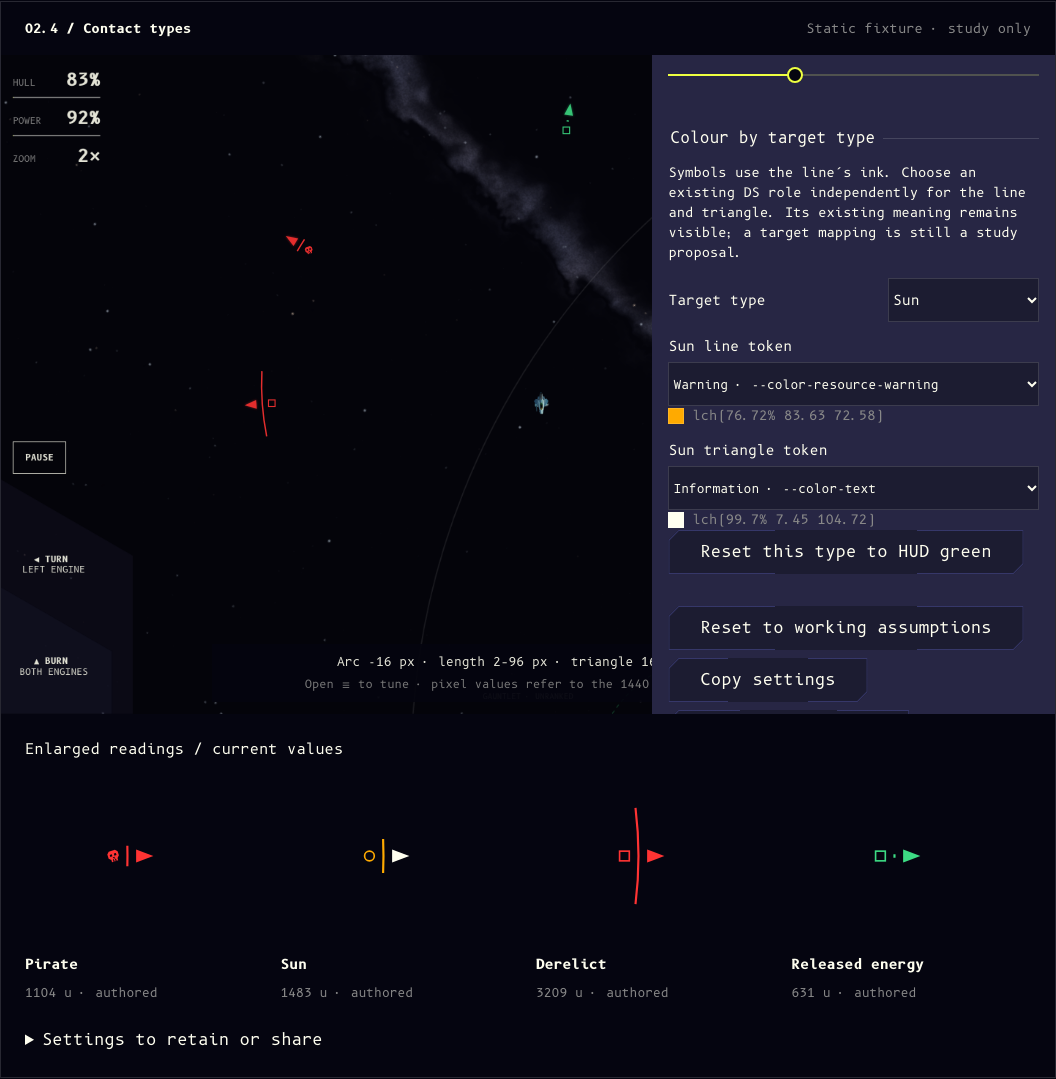 02.4 / Contact types
Static fixture · study only
HULL 83%
POWER 92%
ZOOM 2×
PAUSE
◀ TURN
LEFT ENGINE
▲ BURN
BOTH ENGINES
Arc -16 px · length 2-96 px · triangle 16
Open ≡ to tune · pixel values refer to the 1440
Colour by target type
Symbols use the line´s ink. Choose an
existing DS role independently for the line
and triangle. Its existing meaning remains
visible; a target mapping is still a study
proposal.
Target type
Sun
Sun line token
Warning · --color-resource-warning
lch(76.72% 83.63 72.58)
Sun triangle token
Information · --color-text
lch(99.7% 7.45 104.72)
Reset this type to HUD green
Reset to working assumptions
Copy settings
Enlarged readings / current values
Pirate
1104 u · authored
Sun
1483 u · authored
Derelict
3209 u · authored
Released energy
631 u · authored
▶ Settings to retain or share